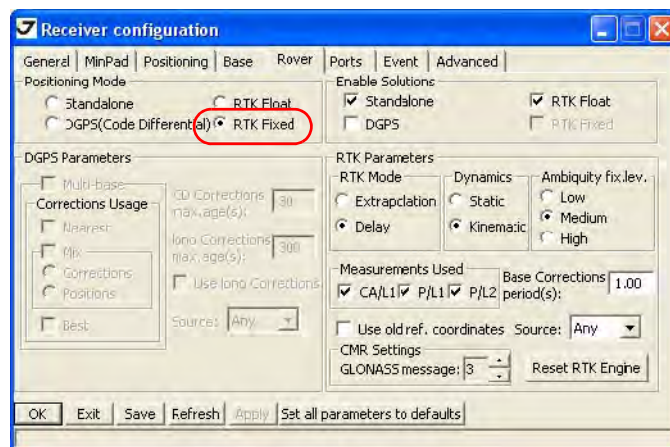 Receiver configuration
General MinPad Positioning Base Rover Ports Event Advanced
Positioning Mode
Standalone
RTK Float
DGPS(Code Differential)
RTK Fixed
Enable Solutions
Standalone
RTK Float
DGPS
RTK Fixed
DGPS Parameters
Multi-base
Corrections Usage
Nearest
Mix
Corrections
Positions
Best
CD Corrections
max.age(s):
30
Iono Corrections
max.age(s):
300
Use Iono Corrections
Source: Any
RTK Parameters
RTK Mode
Extrapolation
Delay
Dynamics
Static
Kinematic
Ambiquity fix.lev.
Low
Medium
High
Measurements Used
CA/L1 P/L1 P/L2
Base Corrections
period(s):
1.00
Use old ref. coordinates
Source: Any
CMR Settings
GLONASS message: 3
Reset RTK Engine
OK Exit Save Refresh Apply Set all parameters to defaults